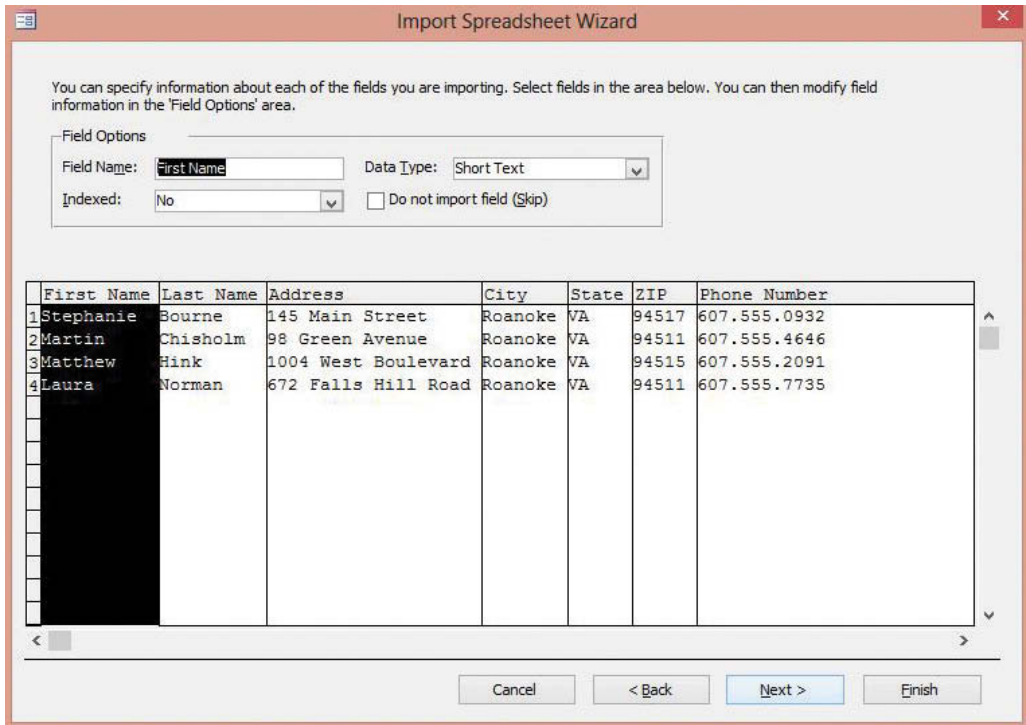 Import Spreadsheet Wizard
You can specify information about each of the fields you are importing. Select fields in the area below. You can then modify field
information in the 'Field Options' area.
Field Options
Field Name: First Name Data Type: Short Text
Indexed: No Do not import field (Skip)
First Name Last Name Address City State ZIP Phone Number
1 Stephanie Bourne 145 Main Street Roanoke VA 94517 607.555.0932
2 Martin Chisholm 98 Green Avenue Roanoke VA 94511 607.555.4646
3 Matthew Hink 1004 West Boulevard Roanoke VA 94515 607.555.2091
4 Laura Norman 672 Falls Hill Road Roanoke VA 94511 607.555.7735
Cancel < Back Next > Finish